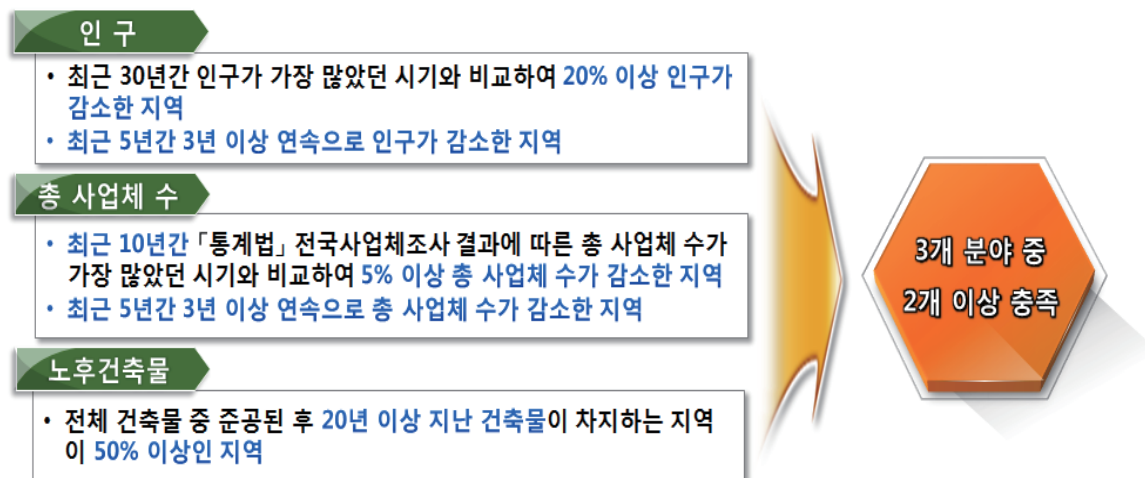 인 구
• 최근 30년간 인구가 가장 많았던 시기와 비교하여 20% 이상 인구가
감소한 지역
• 최근 5년간 3년 이상 연속으로 인구가 감소한 지역
총 사업체 수
• 최근 10년간 「통계법」 전국사업체조사 결과에 따른 총 사업체 수가
가장 많았던 시기와 비교하여 5% 이상 총 사업체 수가 감소한 지역
• 최근 5년간 3년 이상 연속으로 총 사업체 수가 감소한 지역
노후건축물
• 전체 건축물 중 준공된 후 20년 이상 지난 건축물이 차지하는 지역
이 50% 이상인 지역
3개 분야 중
2개 이상 충족